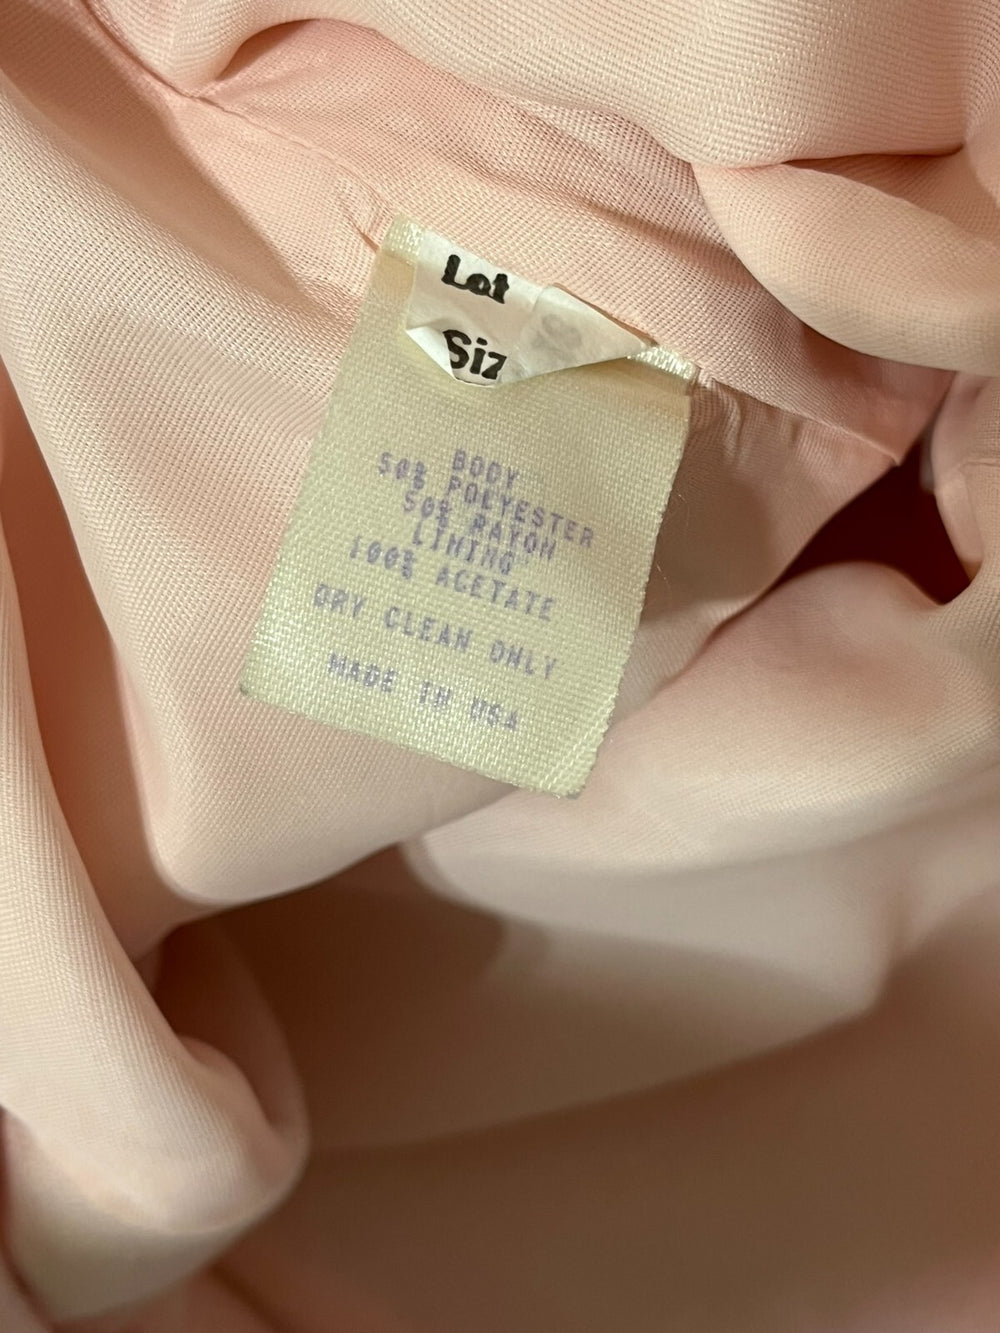 Lot
Siz
BODY
50% POLYESTER
50% RAYON
LINING
100% ACETATE
DRY CLEAN ONLY
MADE IN USA